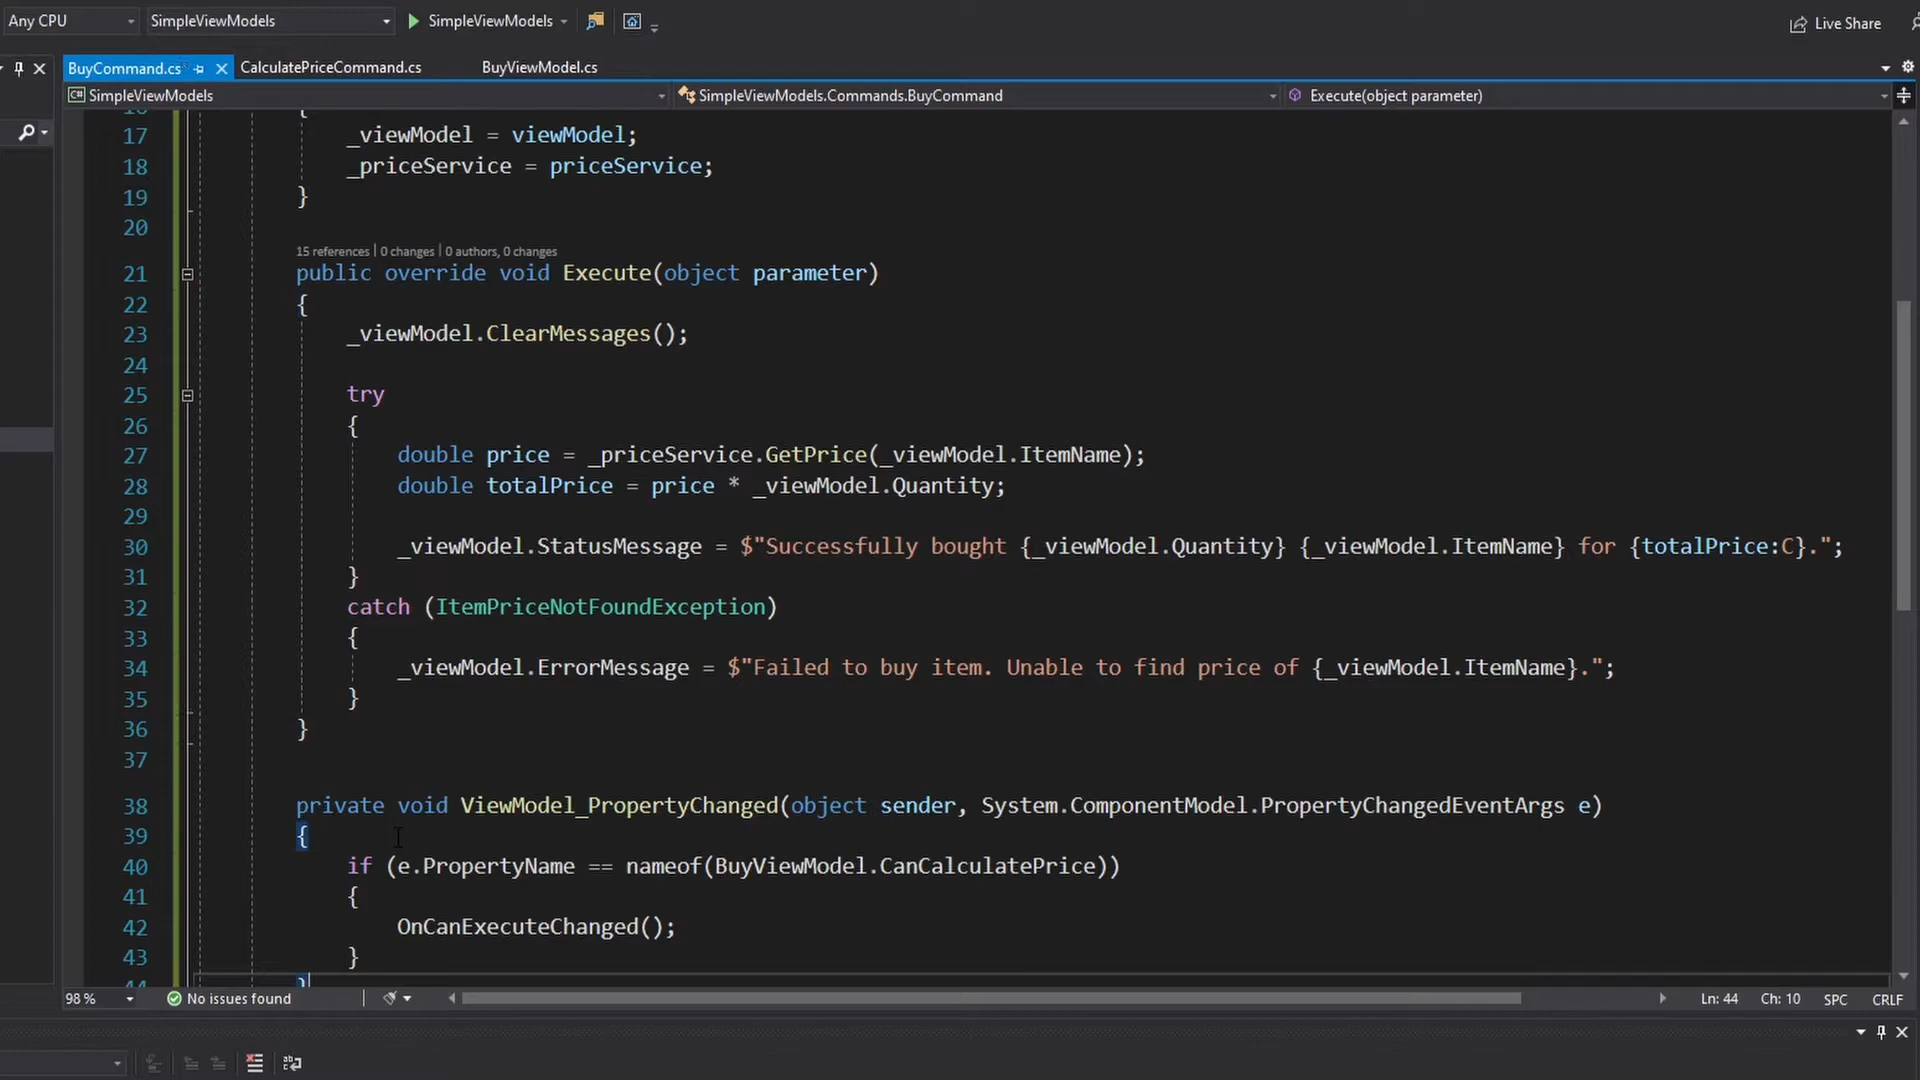 Any CPU SimpleViewModels SimpleViewModels Live Share
BuyCommand.cs CalculatePriceCommand.cs BuyViewModel.cs
C# SimpleViewModels SimpleViewModels.Commands.BuyCommand Execute(object parameter)
{
17 _viewModel = viewModel;
18 _priceService = priceService;
19 }
20
15 references | 0 changes | 0 authors, 0 changes
21 public override void Execute(object parameter)
22 {
23 _viewModel.ClearMessages();
24
25 try
26 {
27 double price = _priceService.GetPrice(_viewModel.ItemName);
28 double totalPrice = price * _viewModel.Quantity;
29
30 _viewModel.StatusMessage = $"Successfully bought {_viewModel.Quantity} {_viewModel.ItemName} for {totalPrice:C}.";
31 }
32 catch (ItemPriceNotFoundException)
33 {
34 _viewModel.ErrorMessage = $"Failed to buy item. Unable to find price of {_viewModel.ItemName}.";
35 }
36 }
37
38 private void ViewModel_PropertyChanged(object sender, System.ComponentModel.PropertyChangedEventArgs e)
39 {
40 if (e.PropertyName == nameof(BuyViewModel.CanCalculatePrice))
41 {
42 OnCanExecuteChanged();
43 }
44 }
98 % No issues found Ln: 44 Ch: 10 SPC CRLF